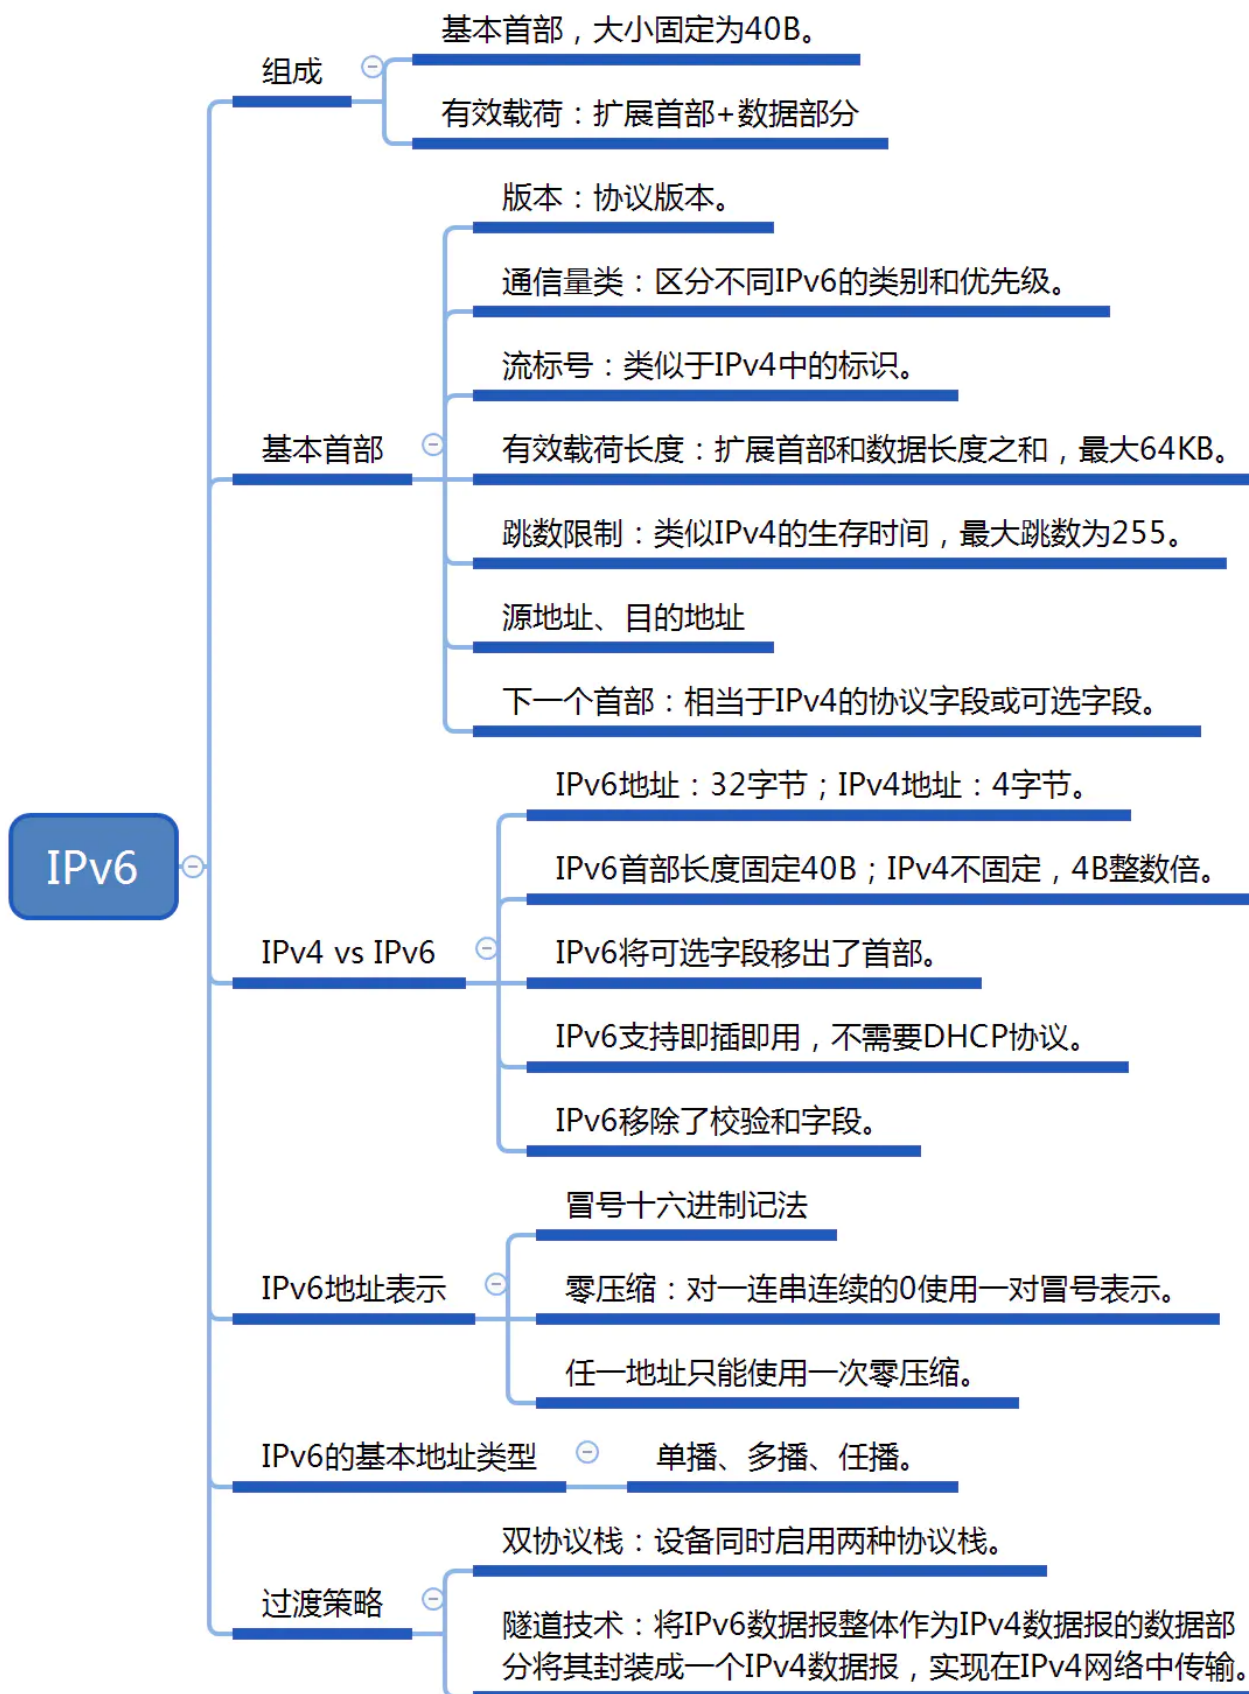 组成
基本首部，大小固定为40B。
有效载荷：扩展首部+数据部分
基本首部
版本：协议版本。
通信量类：区分不同IPv6的类别和优先级。
流标号：类似于IPv4中的标识。
有效载荷长度：扩展首部和数据长度之和，最大64KB。
跳数限制：类似IPv4的生存时间，最大跳数为255。
源地址、目的地址
下一个首部：相当于IPv4的协议字段或可选字段。
IPv6
IPv4 vs IPv6
IPv6地址：32字节；IPv4地址：4字节。
IPv6首部长度固定40B；IPv4不固定，4B整数倍。
IPv6将可选字段移出了首部。
IPv6支持即插即用，不需要DHCP协议。
IPv6移除了校验和字段。
IPv6地址表示
冒号十六进制记法
零压缩：对一连串连续的0使用一对冒号表示。
任一地址只能使用一次零压缩。
IPv6的基本地址类型
单播、多播、任播。
过渡策略
双协议栈：设备同时启用两种协议栈。
隧道技术：将IPv6数据报整体作为IPv4数据报的数据部
分将其封装成一个IPv4数据报，实现在IPv4网络中传输。